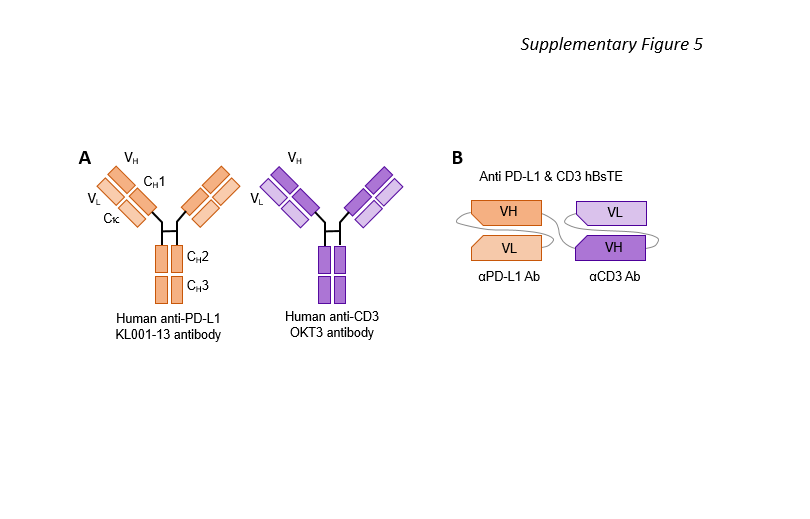 Supplementary Figure 5
A
VH
CH1
VL
C1c
CH2
CH3
Human anti-PD-L1
KL001-13 antibody
VH
VL
Human anti-CD3
OKT3 antibody
B
Anti PD-L1 & CD3 hBsTE
VH
VL
VL
VH
αPD-L1 Ab
αCD3 Ab